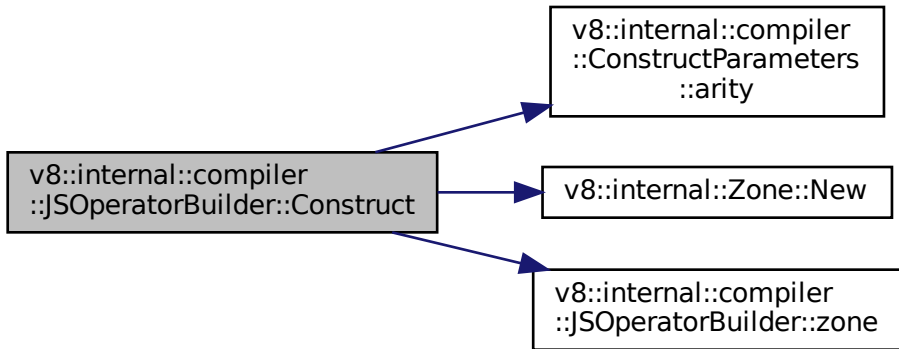 v8::internal::compiler
::ConstructParameters
::arity
v8::internal::compiler
::JSOperatorBuilder::Construct
v8::internal::Zone::New
v8::internal::compiler
::JSOperatorBuilder::zone